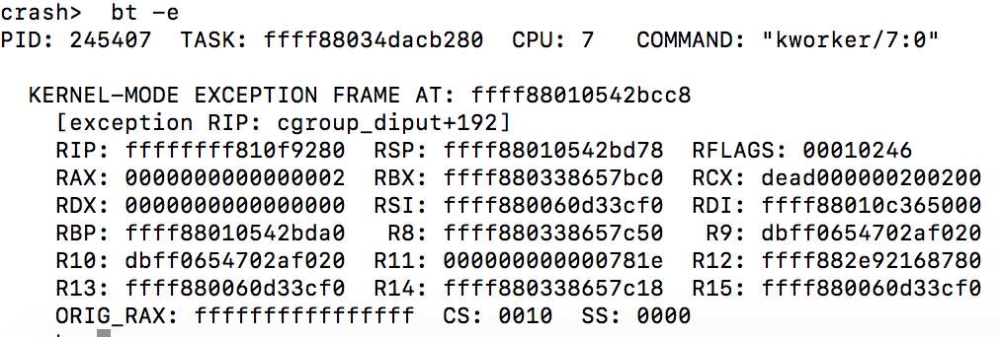 crash>  bt -e
PID: 245407  TASK: ffff88034dacb280  CPU: 7   COMMAND: "kworker/7:0"
KERNEL-MODE EXCEPTION FRAME AT: ffff88010542bcc8
[exception RIP: cgroup_diput+192]
RIP: ffffffff810f9280  RSP: ffff88010542bd78  RFLAGS: 00010246
RAX: 0000000000000002  RBX: ffff880338657bc0  RCX: dead000000200200
RDX: 0000000000000000  RSI: ffff880060d33cf0  RDI: ffff88010c365000
RBP: ffff88010542bda0   R8: ffff880338657c50   R9: dbff0654702af020
R10: dbff0654702af020  R11: 000000000000781e  R12: ffff882e92168780
R13: ffff880060d33cf0  R14: ffff880338657c18  R15: ffff880060d33cf0
ORIG_RAX: ffffffffffffffff  CS: 0010  SS: 0000